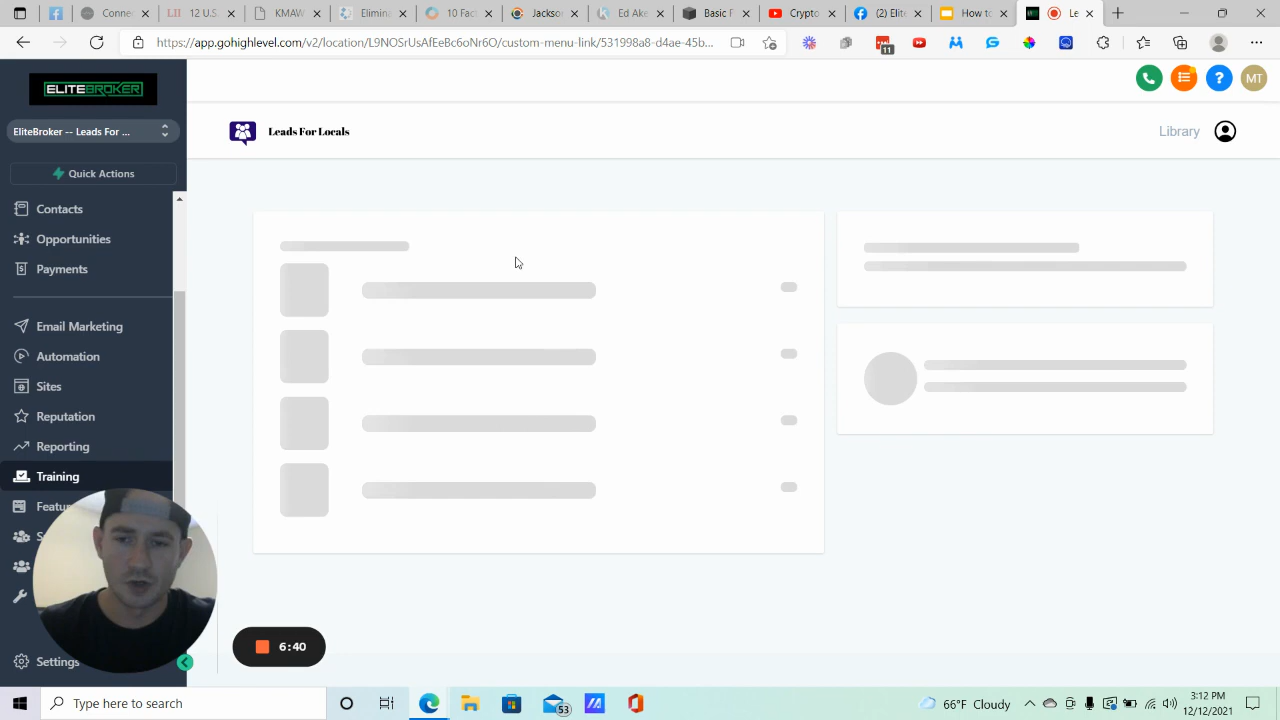 Conne
12 U.S.
KMAW
Elimina
10 Fac
Jackso
Ed Ake
Basic F
Crypto
(2) Elite
How to
Le
https://app.gohighlevel.com/v2/location/L9NOSrUsAfEeBc6oNr6O/custom-menu-link/531998a8-d4ae-45b...
11
ELITEBROKER
MT
EliteBroker -- Leads For ...
Leads For Locals
Library
Quick Actions
Contacts
Opportunities
Payments
Email Marketing
Automation
Sites
Reputation
Reporting
Training
Featu
S
Settings
6:40
Type here to search
53
66°F Cloudy
3:12 PM
12/12/2021